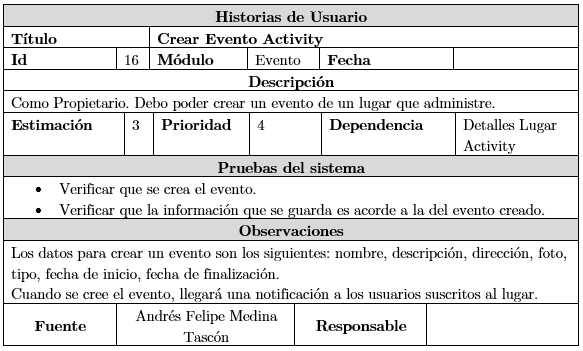 Historias de Usuario
Título Crear Evento Activity
Id 16 Módulo Evento Fecha
Descripción
Como Propietario. Debo poder crear un evento de un lugar que administre.
Estimación 3 Prioridad 4 Dependencia Detalles Lugar
Activity
Pruebas del sistema
• Verificar que se crea el evento.
• Verificar que la información que se guarda es acorde a la del evento creado.
Observaciones
Los datos para crear un evento son los siguientes: nombre, descripción, dirección, foto,
tipo, fecha de inicio, fecha de finalización.
Cuando se cree el evento, llegará una notificación a los usuarios suscritos al lugar.
Fuente Andrés Felipe Medina Responsable
Tascón